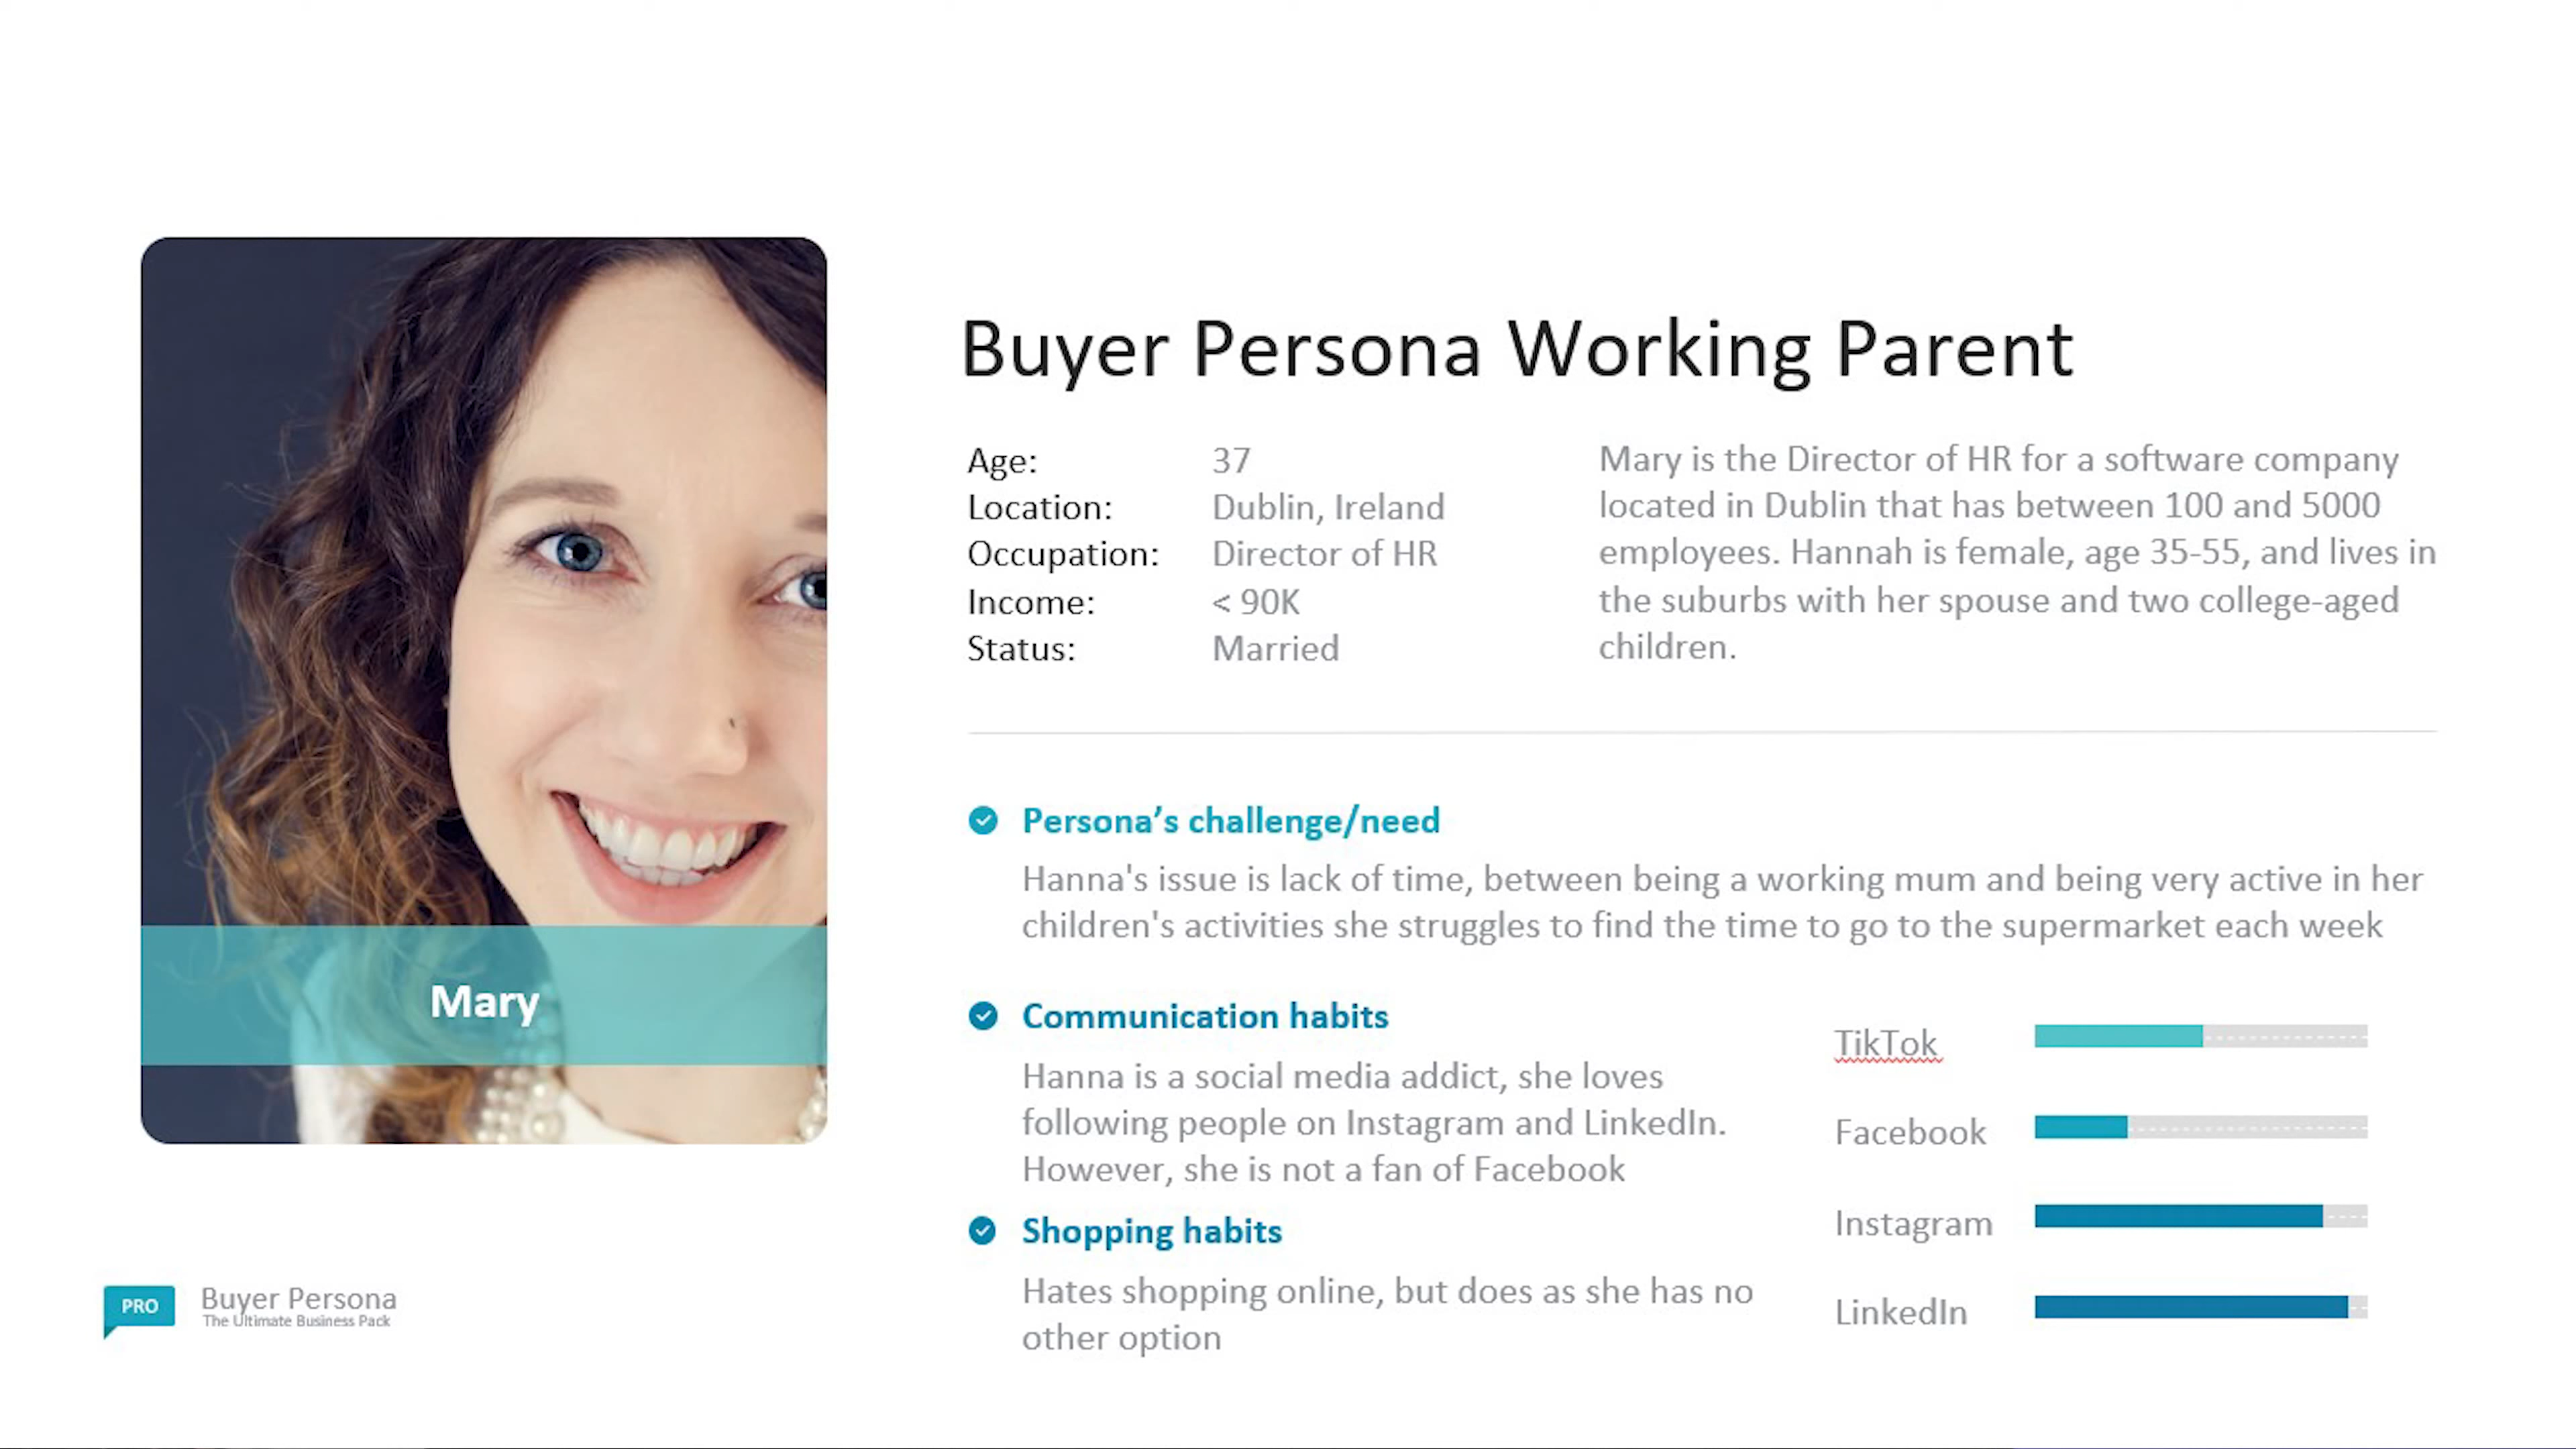 Buyer Persona Working Parent
Age: 37
Location: Dublin, Ireland
Occupation: Director of HR
Income: < 90K
Status: Married
Mary is the Director of HR for a software company
located in Dublin that has between 100 and 5000
employees. Hannah is female, age 35-55, and lives in
the suburbs with her spouse and two college-aged
children.
Persona’s challenge/need
Hanna's issue is lack of time, between being a working mum and being very active in her
children's activities she struggles to find the time to go to the supermarket each week
Mary
Communication habits
Hanna is a social media addict, she loves
following people on Instagram and LinkedIn.
However, she is not a fan of Facebook
Shopping habits
Hates shopping online, but does as she has no
other option
TikTok
Facebook
Instagram
LinkedIn
PRO
Buyer Persona
The Ultimate Business Pack